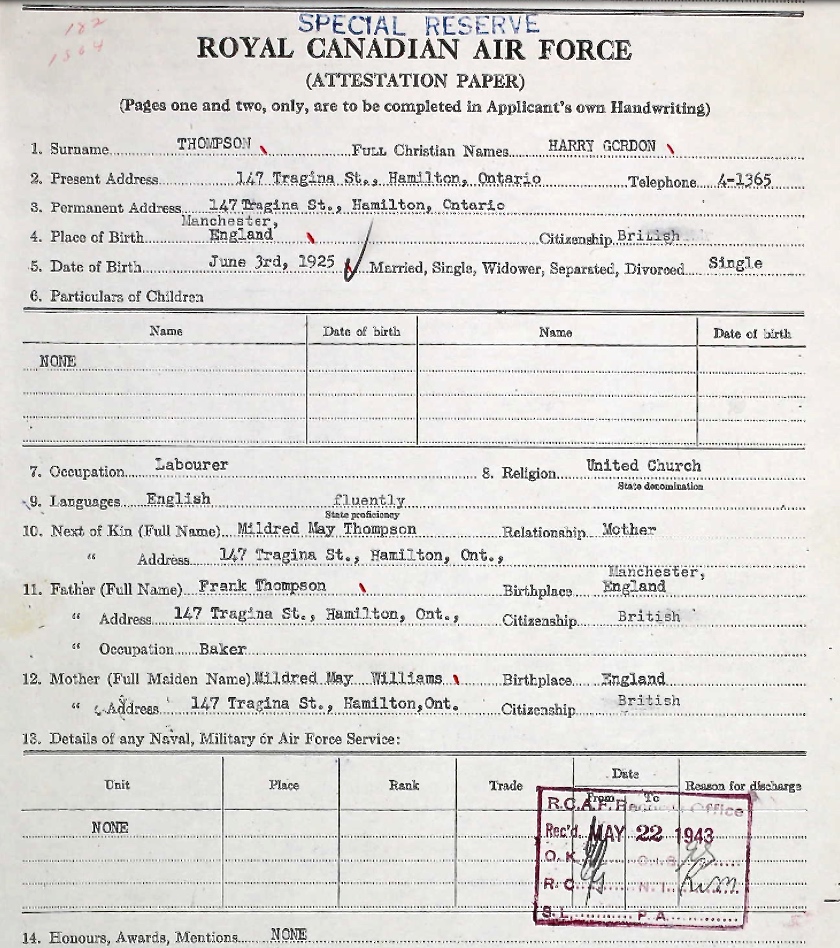 182
1564
SPECIAL RESERVE
ROYAL CANADIAN AIR FORCE
(ATTESTATION PAPER)
(Pages one and two, only, are to be completed in Applicant's own Handwriting)
1. Surname THOMPSON FULL Christian Names HARRY GORDON
2. Present Address 147 Tragina St., Hamilton, Ontario Telephone 4-1365
3. Permanent Address 147 Tragina St., Hamilton, Ontario
Manchester,
4. Place of Birth England Citizenship British
5. Date of Birth June 3rd, 1925 Married, Single, Widower, Separated, Divorced Single
6. Particulars of Children
Name Date of birth Name Date of birth
NONE
7. Occupation Labourer 8. Religion United Church
State denomination
9. Languages English fluently
State proficiency
10. Next of Kin (Full Name) Mildred May Thompson Relationship Mother
" Address 147 Tragina St., Hamilton, Ont.,
Manchester,
11. Father (Full Name) Frank Thompson Birthplace England
" Address 147 Tragina St., Hamilton, Ont., Citizenship British
" Occupation Baker
12. Mother (Full Maiden Name) Mildred May Williams Birthplace England
" Address 147 Tragina St., Hamilton, Ont. Citizenship British
13. Details of any Naval, Military or Air Force Service:
Unit Place Rank Trade Date Reason for discharge
From To
NONE
R.C.A.F. Records Office
Rec'd. MAY 22 1943
O.K.
R.C. N.I.
S.L. P.A.
14. Honours, Awards, Mentions NONE